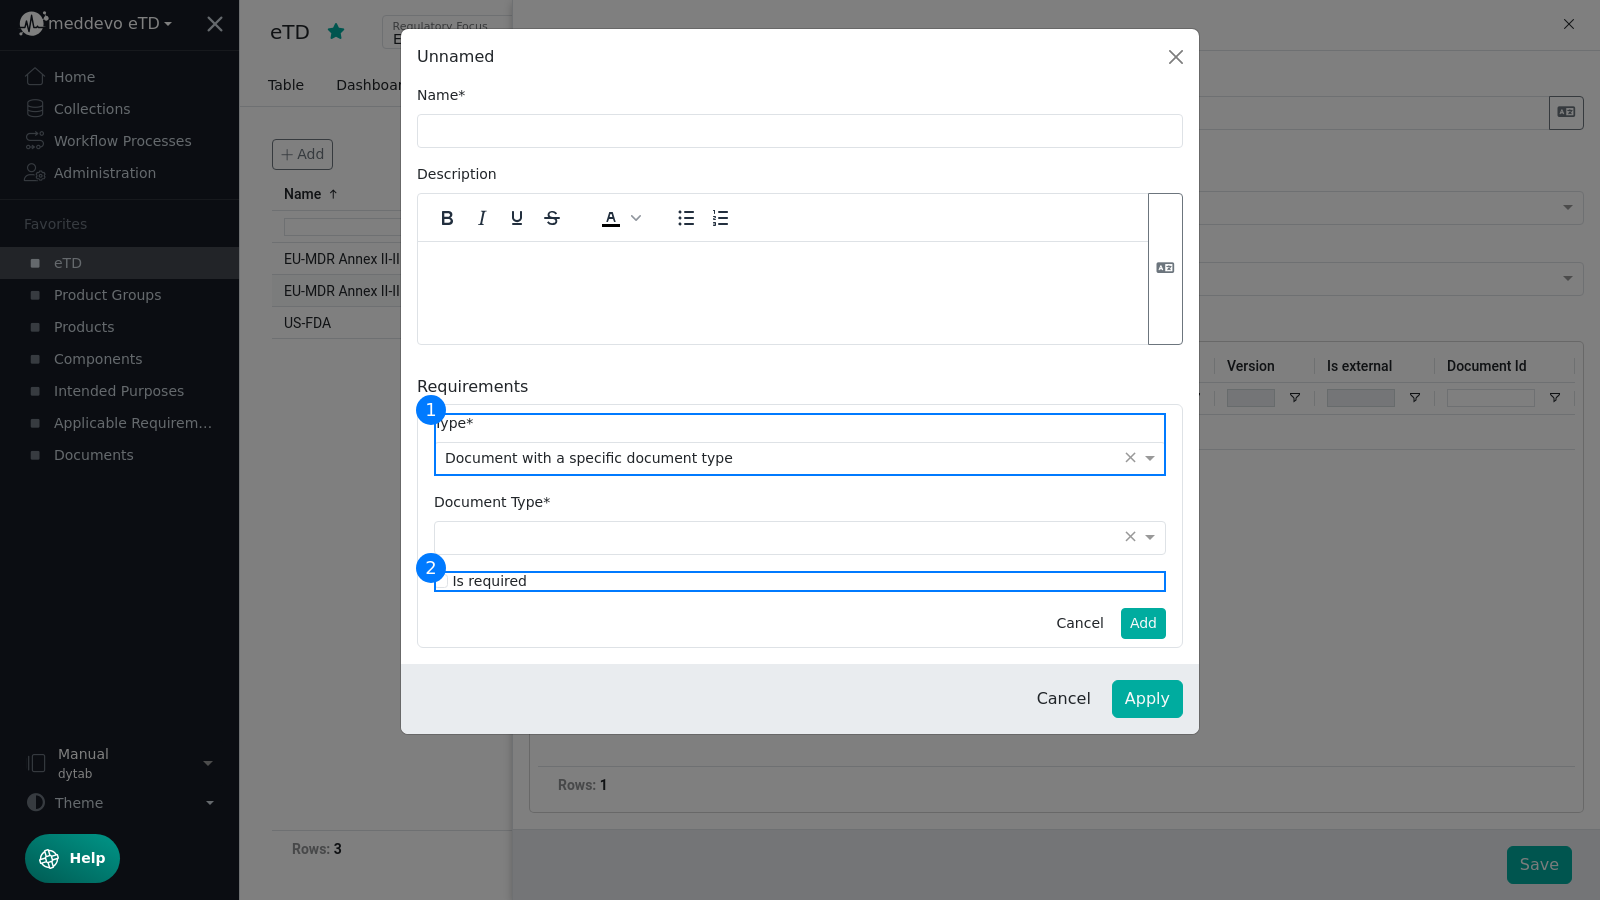 meddevo eTD
Home
Collections
Workflow Processes
Administration
Favorites
eTD
Product Groups
Products
Components
Intended Purposes
Applicable Requirem...
Documents
Manual
dytab
Theme
Help
eTD
Regulatory Focus
E
Table
Dashboar
Add
Name
EU-MDR Annex II-II
EU-MDR Annex II-II
US-FDA
Rows: 3
Unnamed
Name*
Description
B I U S A
Requirements
1
Type*
Document with a specific document type
Document Type*
2
Is required
Cancel
Add
Cancel
Apply
Version
Is external
Document Id
Rows: 1
Save